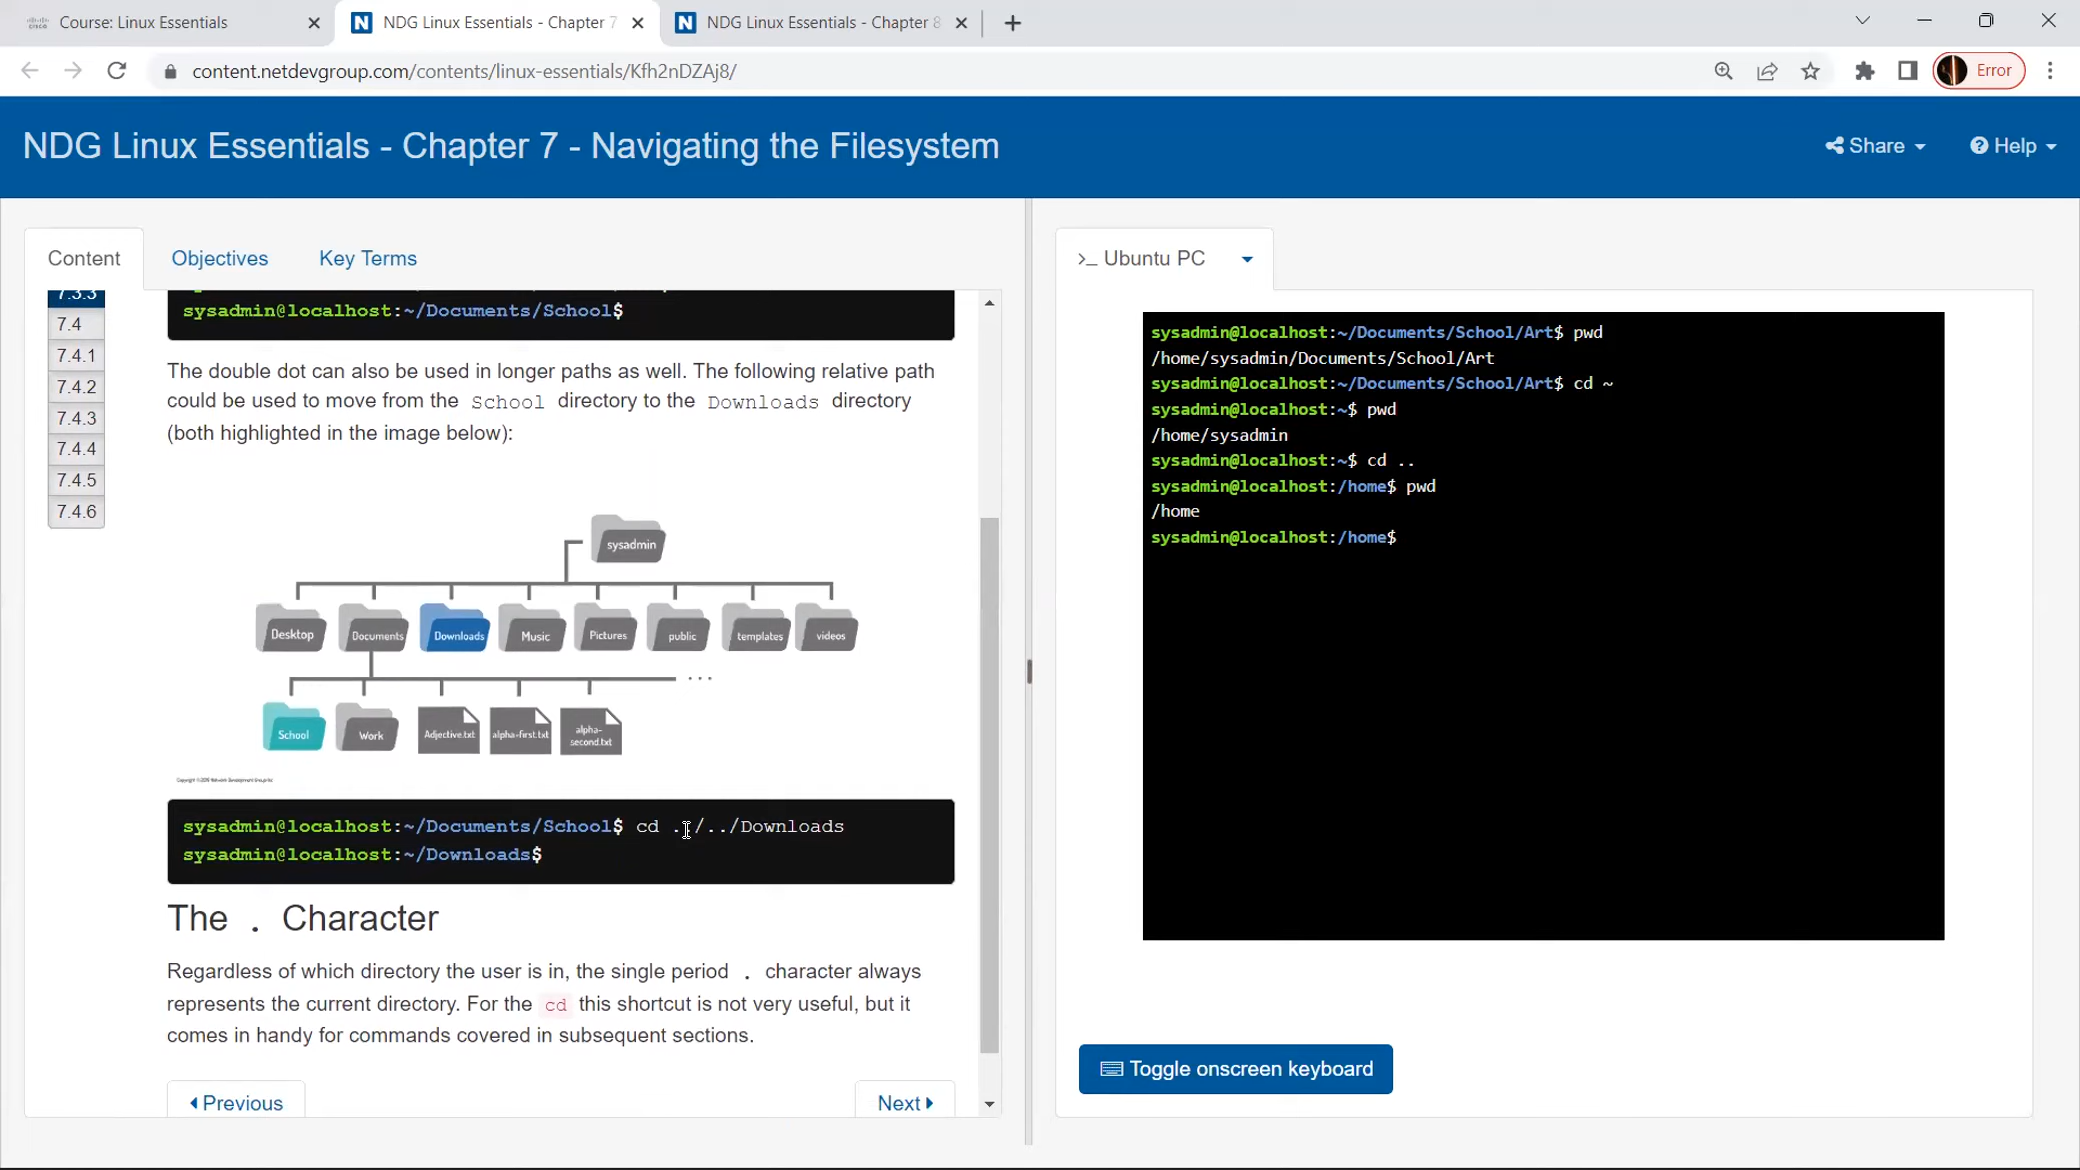 Course: Linux Essentials
NDG Linux Essentials - Chapter 7
NDG Linux Essentials - Chapter 8
content.netdevgroup.com/contents/linux-essentials/Kfh2nDZAj8/
Error
NDG Linux Essentials - Chapter 7 - Navigating the Filesystem
Share
Help
Content
Objectives
Key Terms
7.3.3
7.4
7.4.1
7.4.2
7.4.3
7.4.4
7.4.5
7.4.6
sysadmin@localhost:~/Documents/School$
The double dot can also be used in longer paths as well. The following relative path
could be used to move from the School directory to the Downloads directory
(both highlighted in the image below):
sysadmin
Desktop
Documents
Downloads
Music
Pictures
public
templates
videos
...
School
Work
Adjective.txt
alpha-first.txt
alpha-
second.txt
sysadmin@localhost:~/Documents/School$ cd ../../Downloads
sysadmin@localhost:~/Downloads$
The . Character
Regardless of which directory the user is in, the single period . character always
represents the current directory. For the cd this shortcut is not very useful, but it
comes in handy for commands covered in subsequent sections.
Previous
Next
>_ Ubuntu PC
sysadmin@localhost:~/Documents/School/Art$ pwd
/home/sysadmin/Documents/School/Art
sysadmin@localhost:~/Documents/School/Art$ cd ~
sysadmin@localhost:~$ pwd
/home/sysadmin
sysadmin@localhost:~$ cd ..
sysadmin@localhost:/home$ pwd
/home
sysadmin@localhost:/home$
Toggle onscreen keyboard